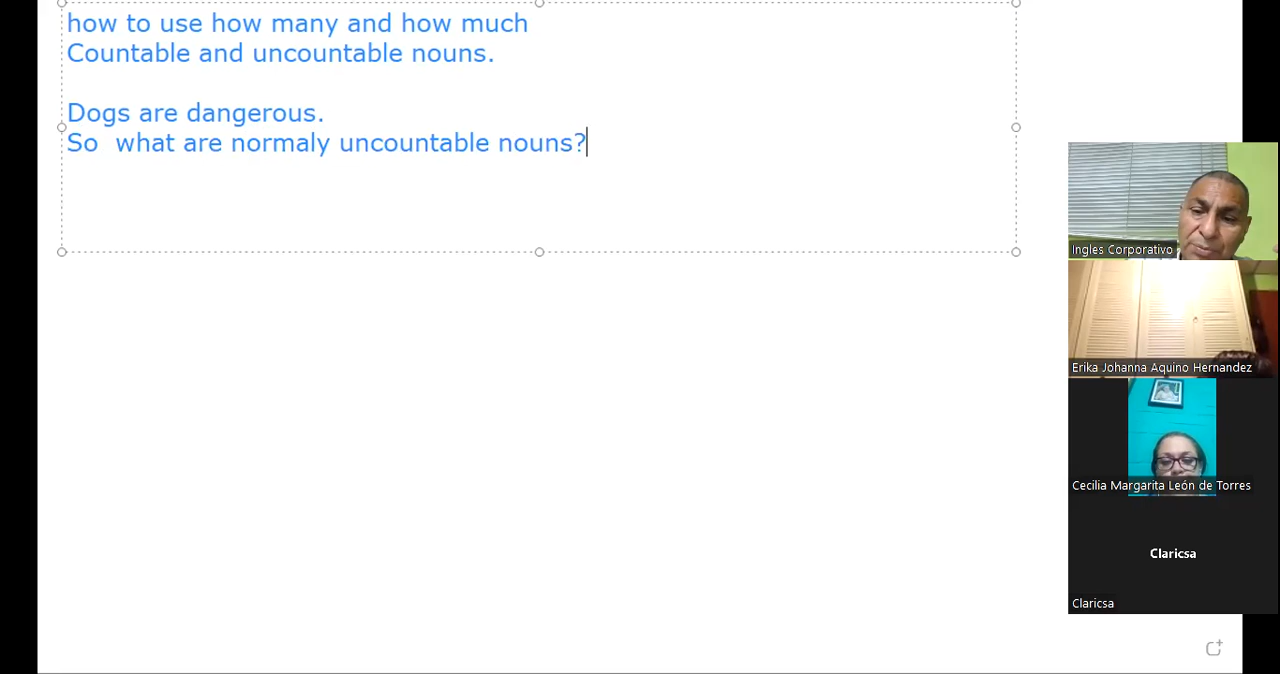 how to use how many and how much
Countable and uncountable nouns.
Dogs are dangerous.
So  what are normaly uncountable nouns?
Ingles Corporativo
Erika Johanna Aquino Hernandez
Cecilia Margarita León de Torres
Claricsa
Claricsa